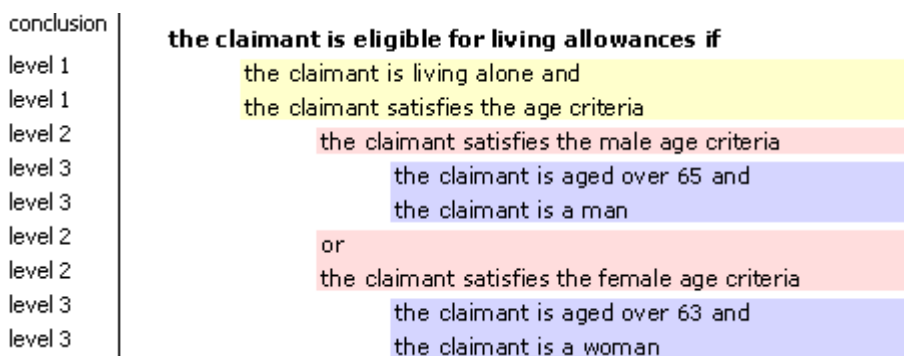 conclusion
the claimant is eligible for living allowances if
level 1
the claimant is living alone and
level 1
the claimant satisfies the age criteria
level 2
the claimant satisfies the male age criteria
level 3
the claimant is aged over 65 and
level 3
the claimant is a man
level 2
or
level 2
the claimant satisfies the female age criteria
level 3
the claimant is aged over 63 and
level 3
the claimant is a woman